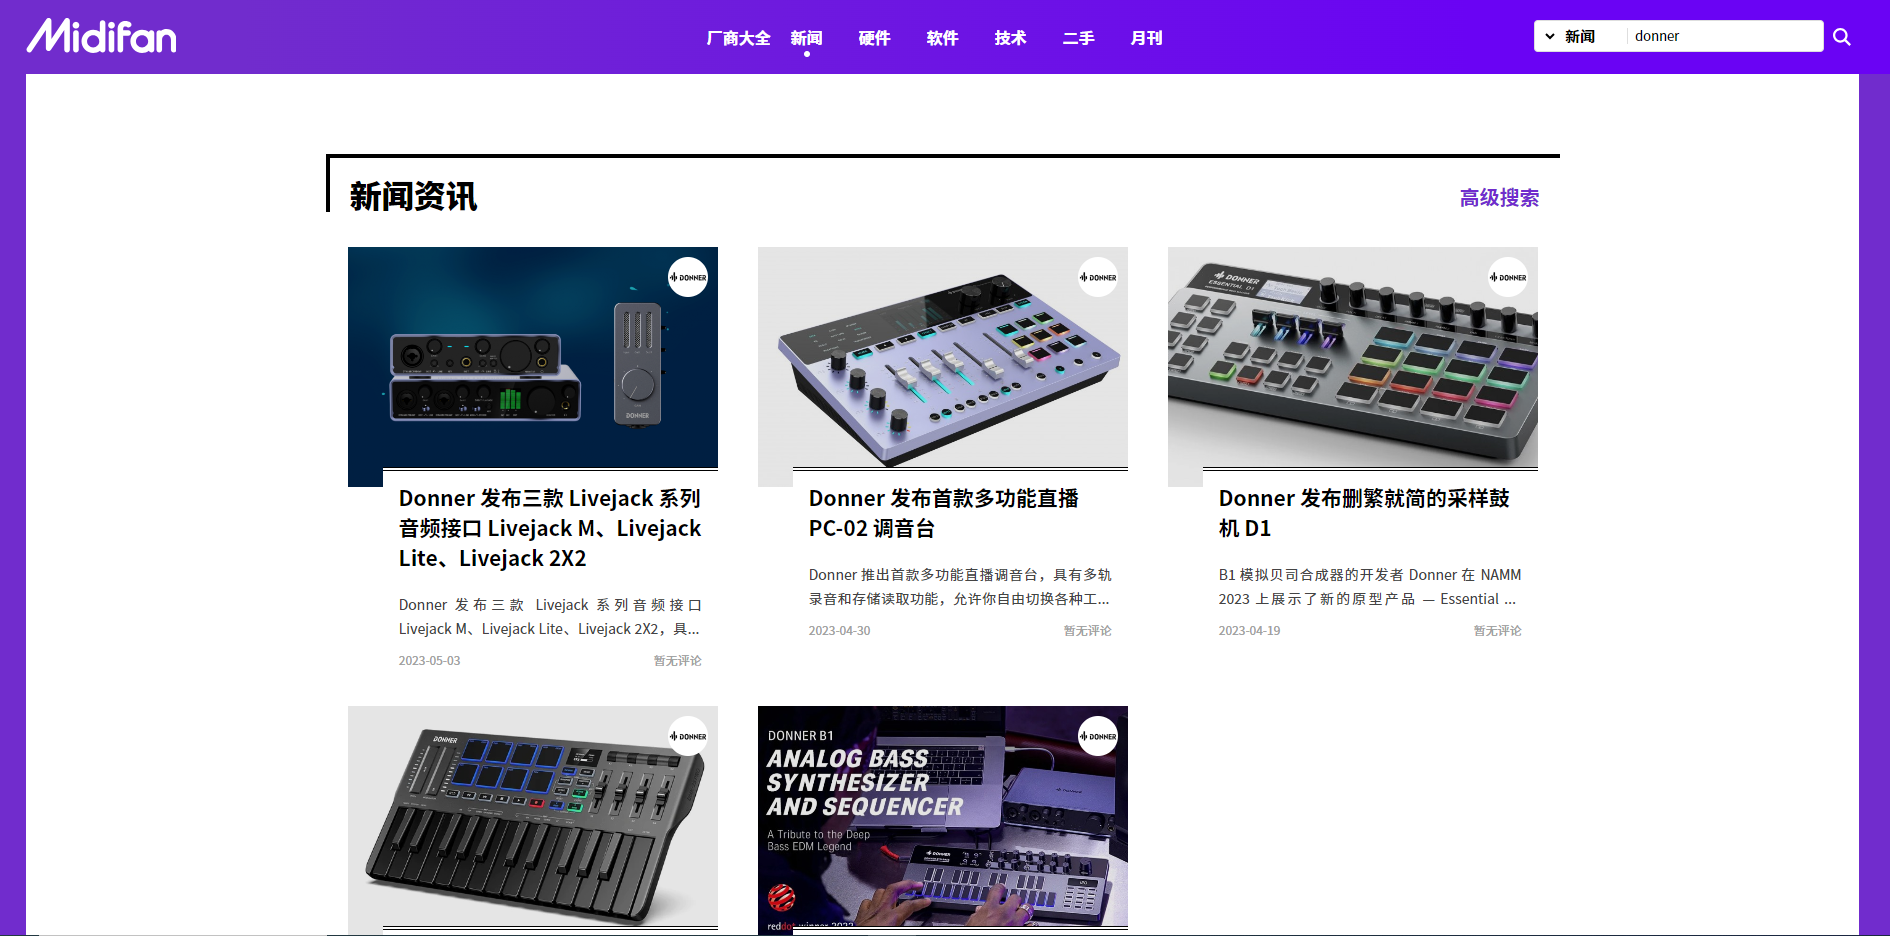 Midifan
厂商大全 新闻 硬件 软件 技术 二手 月刊
新闻 donner
新闻资讯
高级搜索
DONNER
DONNER
Donner 发布三款 Livejack 系列
音频接口 Livejack M、Livejack
Lite、Livejack 2X2
Donner 发布三款 Livejack 系列音频接口
Livejack M、Livejack Lite、Livejack 2X2，具...
2023-05-03 暂无评论
DONNER
Donner 发布首款多功能直播
PC-02 调音台
Donner 推出首款多功能直播调音台，具有多轨
录音和存储读取功能，允许你自由切换各种工...
2023-04-30 暂无评论
DONNER
DONNER
ESSENTIAL D1
Donner 发布删繁就简的采样鼓
机 D1
B1 模拟贝司合成器的开发者 Donner 在 NAMM
2023 上展示了新的原型产品 — Essential ...
2023-04-19 暂无评论
DONNER
DONNER
DONNER
DONNER B1
ANALOG BASS
SYNTHESIZER
AND SEQUENCER
A Tribute to the Deep
Bass EDM Legend
DONNER
reddot winner 2023